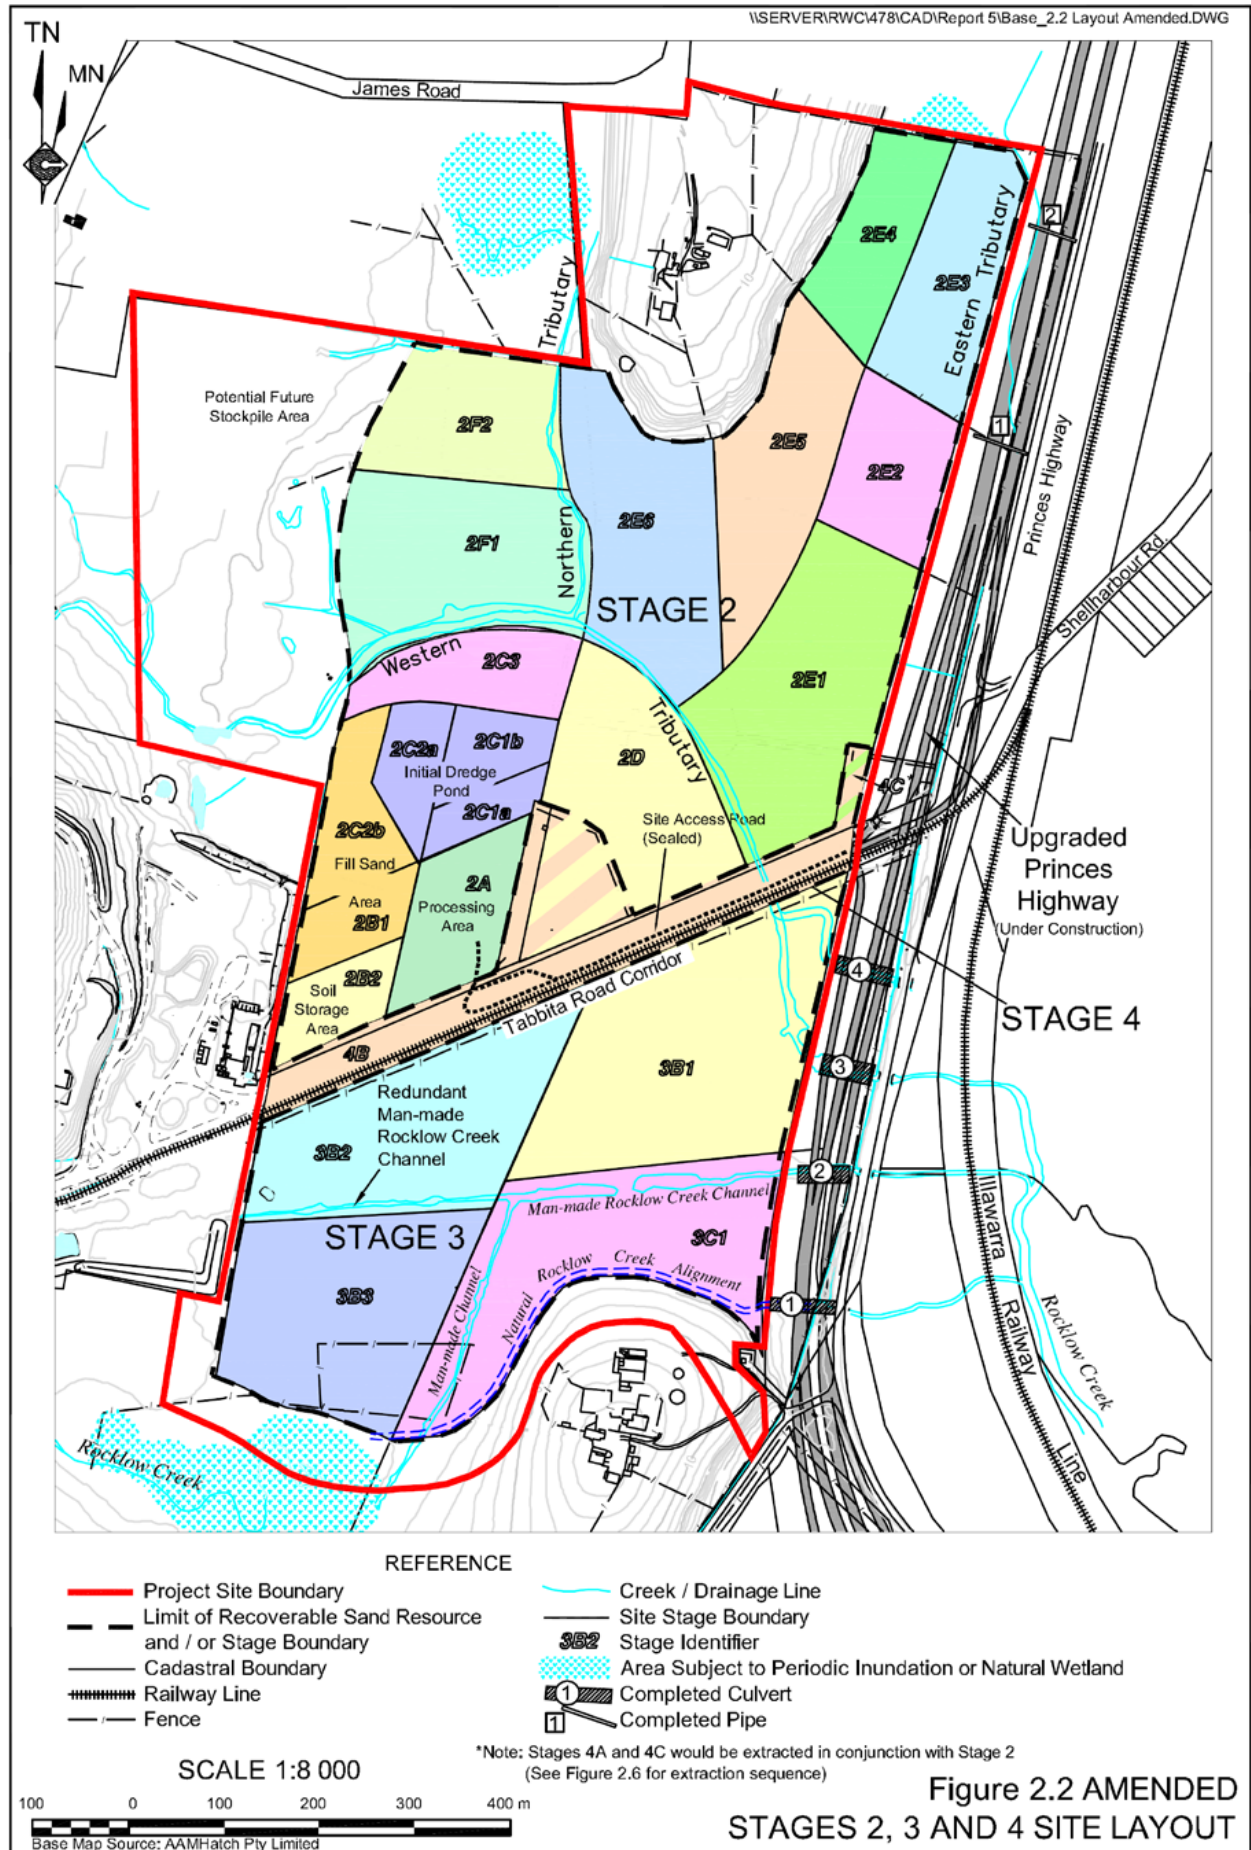 \\SERVER\RWC\478\CAD\Report 5\Base_2.2 Layout Amended.DWG
TN
MN
James Road
Tributary
2E4
2E3
Eastern Tributary
2
Potential Future
Stockpile Area
2F2
2E5
1
2E2
Princes Highway
2F1
2E6
Northern
Shellharbour Rd.
STAGE 2
Western
2C3
2E1
Tributary
2C2a
2C1b
2D
Initial Dredge
Pond
4C*
2C1a
Site Access Road
(Sealed)
2C2b
Upgraded
Princes
Highway
(Under Construction)
Fill Sand
Area
2A
Processing
Area
2B1
2B2
Soil
Storage
Area
Tabbita Road Corridor
4
STAGE 4
4B
3B1
3
Redundant
Man-made
Rocklow Creek
Channel
3B2
2
Man-made Rocklow Creek Channel
Illawarra
Railway
Line
STAGE 3
3C1
Rocklow Creek Alignment
Natural
Man-made Channel
3B3
1
Rocklow Creek
Rocklow Creek
REFERENCE
Project Site Boundary
Limit of Recoverable Sand Resource
and / or Stage Boundary
Cadastral Boundary
Railway Line
Fence
Creek / Drainage Line
Site Stage Boundary
3B2 Stage Identifier
Area Subject to Periodic Inundation or Natural Wetland
1 Completed Culvert
1 Completed Pipe
*Note: Stages 4A and 4C would be extracted in conjunction with Stage 2
(See Figure 2.6 for extraction sequence)
SCALE 1:8 000
100 0 100 200 300 400 m
Base Map Source: AAMHatch Pty Limited
Figure 2.2 AMENDED
STAGES 2, 3 AND 4 SITE LAYOUT